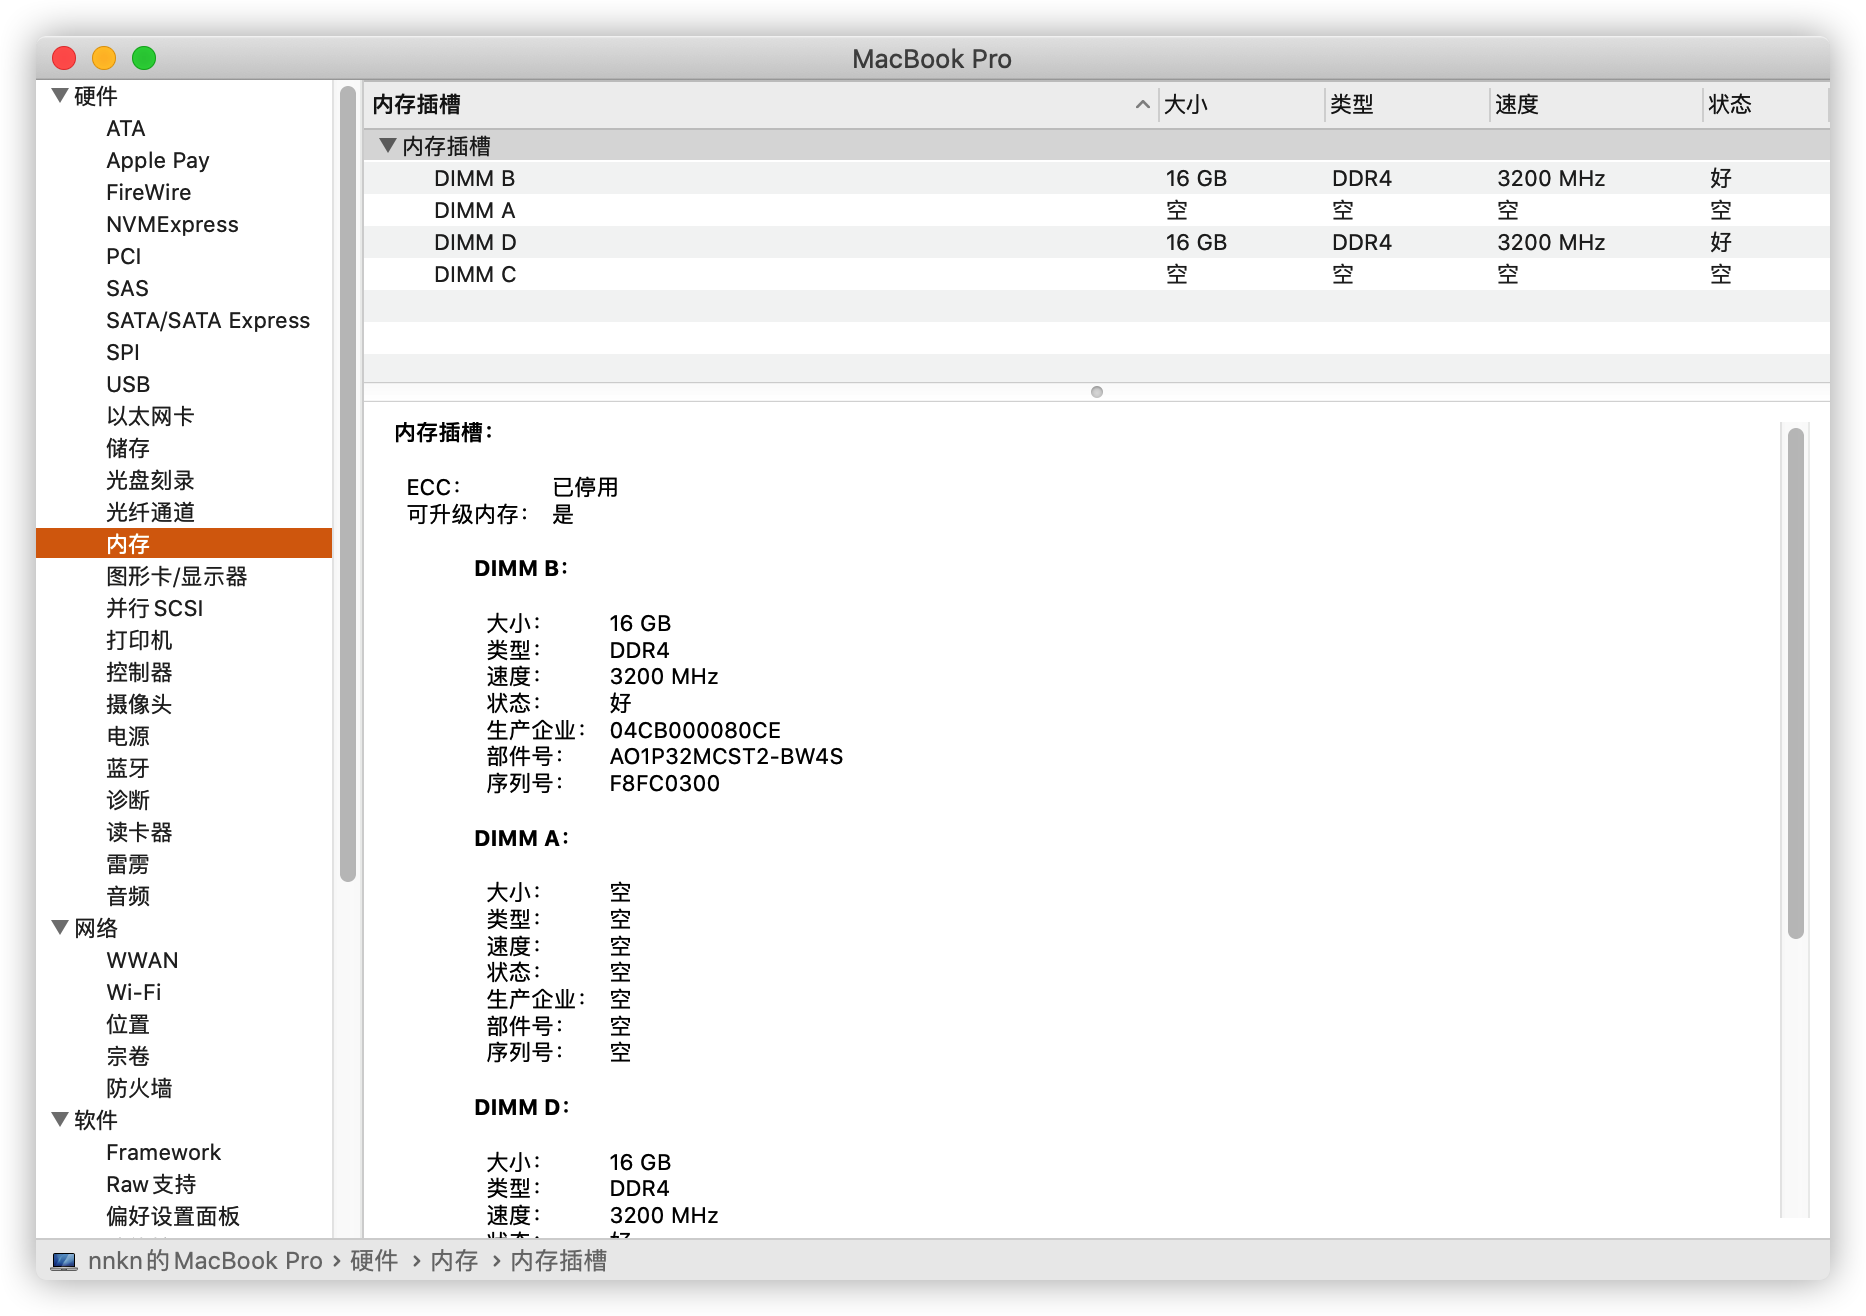 MacBook Pro
硬件
ATA
Apple Pay
FireWire
NVMExpress
PCI
SAS
SATA/SATA Express
SPI
USB
以太网卡
储存
光盘刻录
光纤通道
内存
图形卡/显示器
并行 SCSI
打印机
控制器
摄像头
电源
蓝牙
诊断
读卡器
雷雳
音频
网络
WWAN
Wi-Fi
位置
宗卷
防火墙
软件
Framework
Raw 支持
偏好设置面板
内存插槽 大小 类型 速度 状态
内存插槽
DIMM B 16 GB DDR4 3200 MHz 好
DIMM A 空 空 空 空
DIMM D 16 GB DDR4 3200 MHz 好
DIMM C 空 空 空 空
内存插槽：
ECC： 已停用
可升级内存： 是
DIMM B：
大小： 16 GB
类型： DDR4
速度： 3200 MHz
状态： 好
生产企业： 04CB000080CE
部件号： AO1P32MCST2-BW4S
序列号： F8FC0300
DIMM A：
大小： 空
类型： 空
速度： 空
状态： 空
生产企业： 空
部件号： 空
序列号： 空
DIMM D：
大小： 16 GB
类型： DDR4
速度： 3200 MHz
nnkn的MacBook Pro › 硬件 › 内存 › 内存插槽